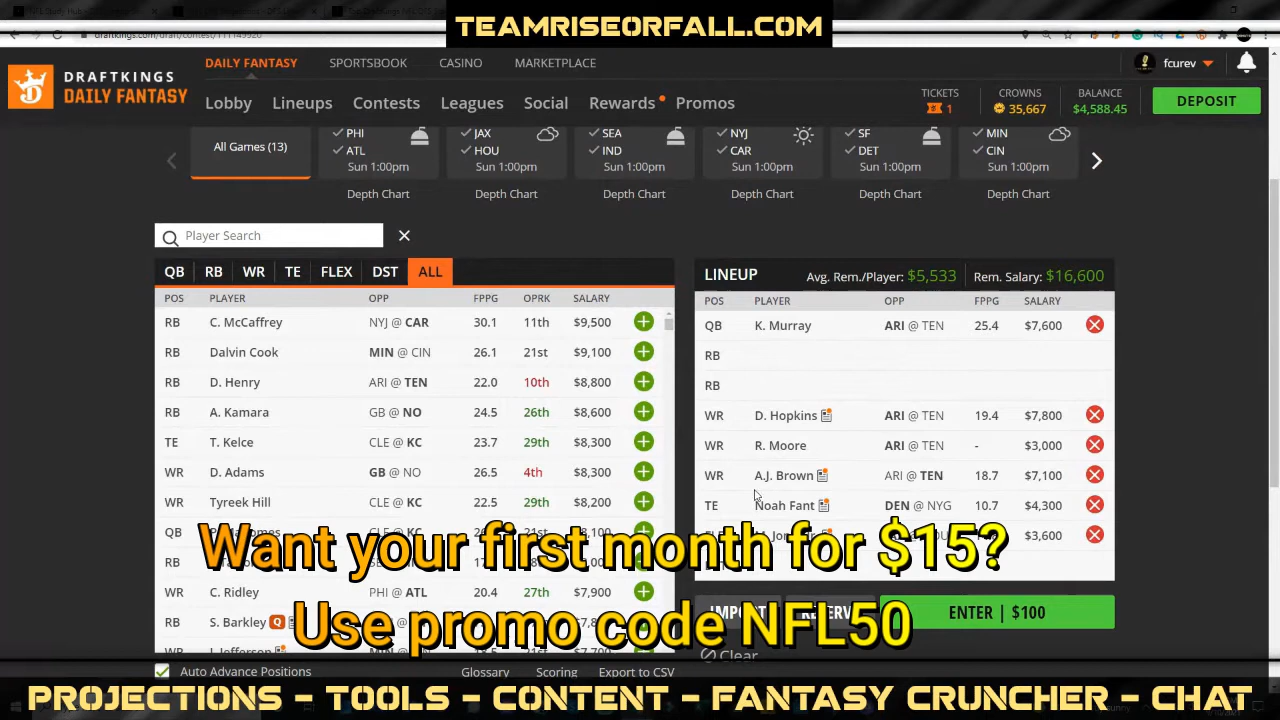 TEAMRISEORFALL.COM
draftkings.com/draft/contest/111149920
DRAFTKINGS
DAILY FANTASY
DAILY FANTASY SPORTSBOOK CASINO MARKETPLACE
fcurev
Lobby Lineups Contests Leagues Social Rewards Promos
TICKETS
1
CROWNS
35,667
BALANCE
$4,588.45
DEPOSIT
All Games (13)
PHI
ATL
Sun 1:00pm
Depth Chart
JAX
HOU
Sun 1:00pm
Depth Chart
SEA
IND
Sun 1:00pm
Depth Chart
NYJ
CAR
Sun 1:00pm
Depth Chart
SF
DET
Sun 1:00pm
Depth Chart
MIN
CIN
Sun 1:00pm
Depth Chart
Player Search
QB RB WR TE FLEX DST ALL
POS PLAYER OPP FPPG OPRK SALARY
RB C. McCaffrey NYJ @ CAR 30.1 11th $9,500
RB Dalvin Cook MIN @ CIN 26.1 21st $9,100
RB D. Henry ARI @ TEN 22.0 10th $8,800
RB A. Kamara GB @ NO 24.5 26th $8,600
TE T. Kelce CLE @ KC 23.7 29th $8,300
WR D. Adams GB @ NO 26.5 4th $8,300
WR Tyreek Hill CLE @ KC 22.5 29th $8,200
QB
RB
WR C. Ridley PHI @ ATL 20.4 27th $7,900
RB S. Barkley Q
Auto Advance Positions Glossary Scoring Export to CSV
LINEUP Avg. Rem./Player: $5,533 Rem. Salary: $16,600
POS PLAYER OPP FPPG SALARY
QB K. Murray ARI @ TEN 25.4 $7,600
RB
RB
WR D. Hopkins ARI @ TEN 19.4 $7,800
WR R. Moore ARI @ TEN - $3,000
WR A.J. Brown ARI @ TEN 18.7 $7,100
TE Noah Fant DEN @ NYG 10.7 $4,300
$3,600
ENTER | $100
Clear
Want your first month for $15?
Use promo code NFL50
PROJECTIONS - TOOLS - CONTENT - FANTASY CRUNCHER - CHAT